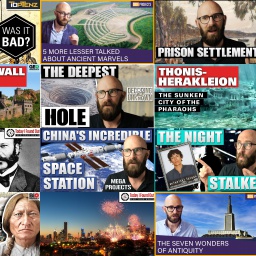 TOPTENZ
WAS IT
BAD?
5 MORE LESSER TALKED
ABOUT ANCIENT MARVELS
PRISON SETTLEMENT
WALL
THE DEEPEST
HOLE
THONIS-
HERAKLEION
THE SUNKEN
CITY OF THE
PHARAOHS
CHINA'S INCREDIBLE
SPACE
STATION
MEGA
PROJECTS
THE NIGHT
STALKE
THE SEVEN WONDERS
OF ANTIQUITY